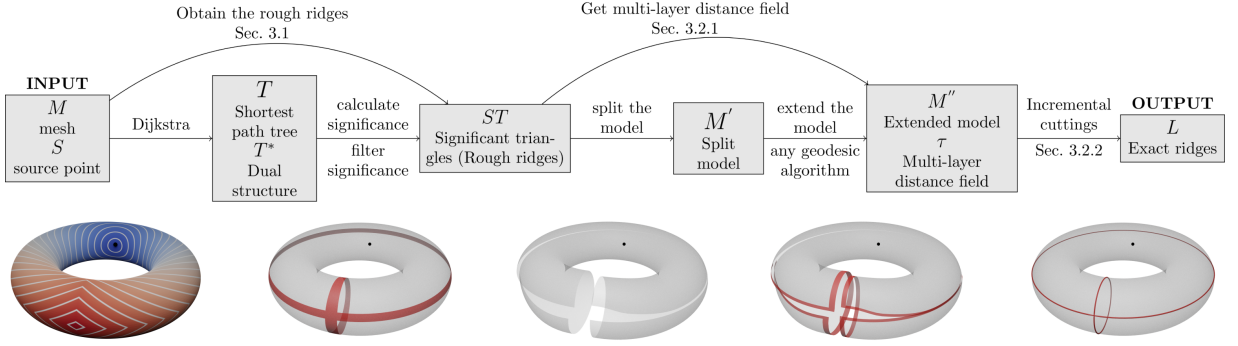 Obtain the rough ridges
Sec. 3.1
Get multi-layer distance field
Sec. 3.2.1
INPUT
M
mesh
S
source point
Dijkstra
T
Shortest
path tree
T*
Dual
structure
calculate
significance
filter
significance
ST
Significant trian-
gles (Rough ridges)
split the
model
M′
Split
model
extend the
model
any geodesic
algorithm
M″
Extended model
τ
Multi-layer
distance field
Incremental
cuttings
Sec. 3.2.2
OUTPUT
L
Exact ridges